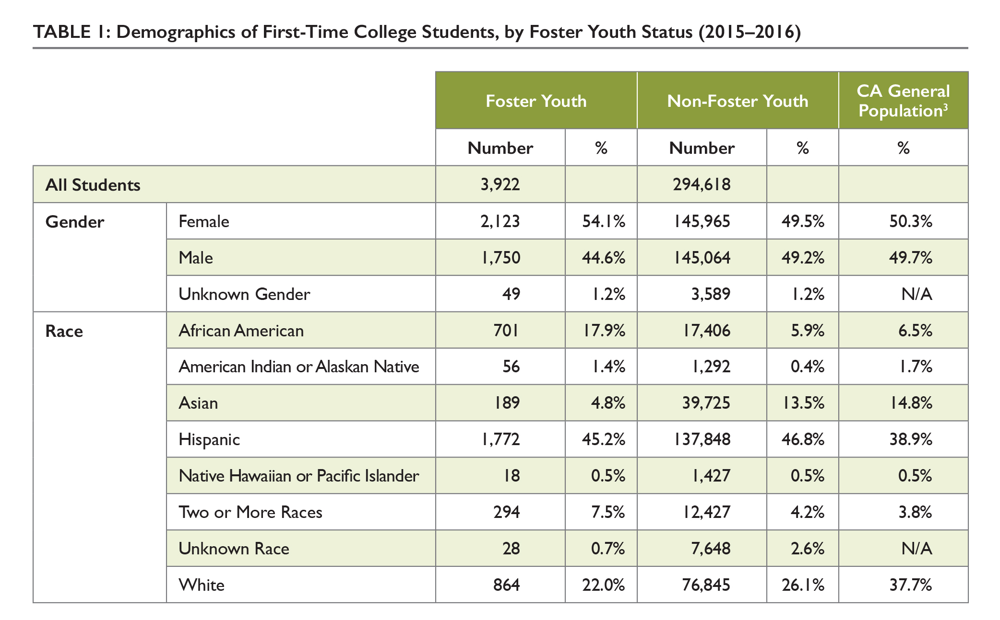 TABLE 1: Demographics of First-Time College Students, by Foster Youth Status (2015–2016)
Foster Youth Non-Foster Youth CA General Population3
Number % Number % %
All Students 3,922 294,618
Gender Female 2,123 54.1% 145,965 49.5% 50.3%
Male 1,750 44.6% 145,064 49.2% 49.7%
Unknown Gender 49 1.2% 3,589 1.2% N/A
Race African American 701 17.9% 17,406 5.9% 6.5%
American Indian or Alaskan Native 56 1.4% 1,292 0.4% 1.7%
Asian 189 4.8% 39,725 13.5% 14.8%
Hispanic 1,772 45.2% 137,848 46.8% 38.9%
Native Hawaiian or Pacific Islander 18 0.5% 1,427 0.5% 0.5%
Two or More Races 294 7.5% 12,427 4.2% 3.8%
Unknown Race 28 0.7% 7,648 2.6% N/A
White 864 22.0% 76,845 26.1% 37.7%